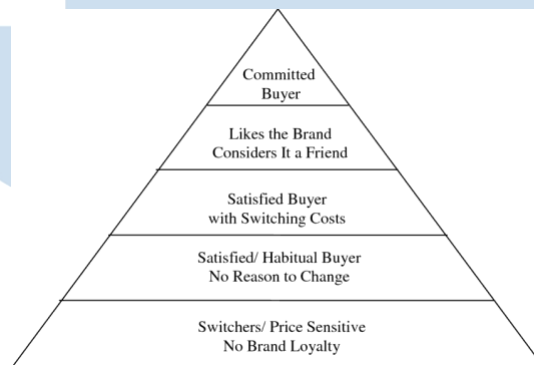 Committed
Buyer
Likes the Brand
Considers It a Friend
Satisfied Buyer
with Switching Costs
Satisfied/ Habitual Buyer
No Reason to Change
Switchers/ Price Sensitive
No Brand Loyalty